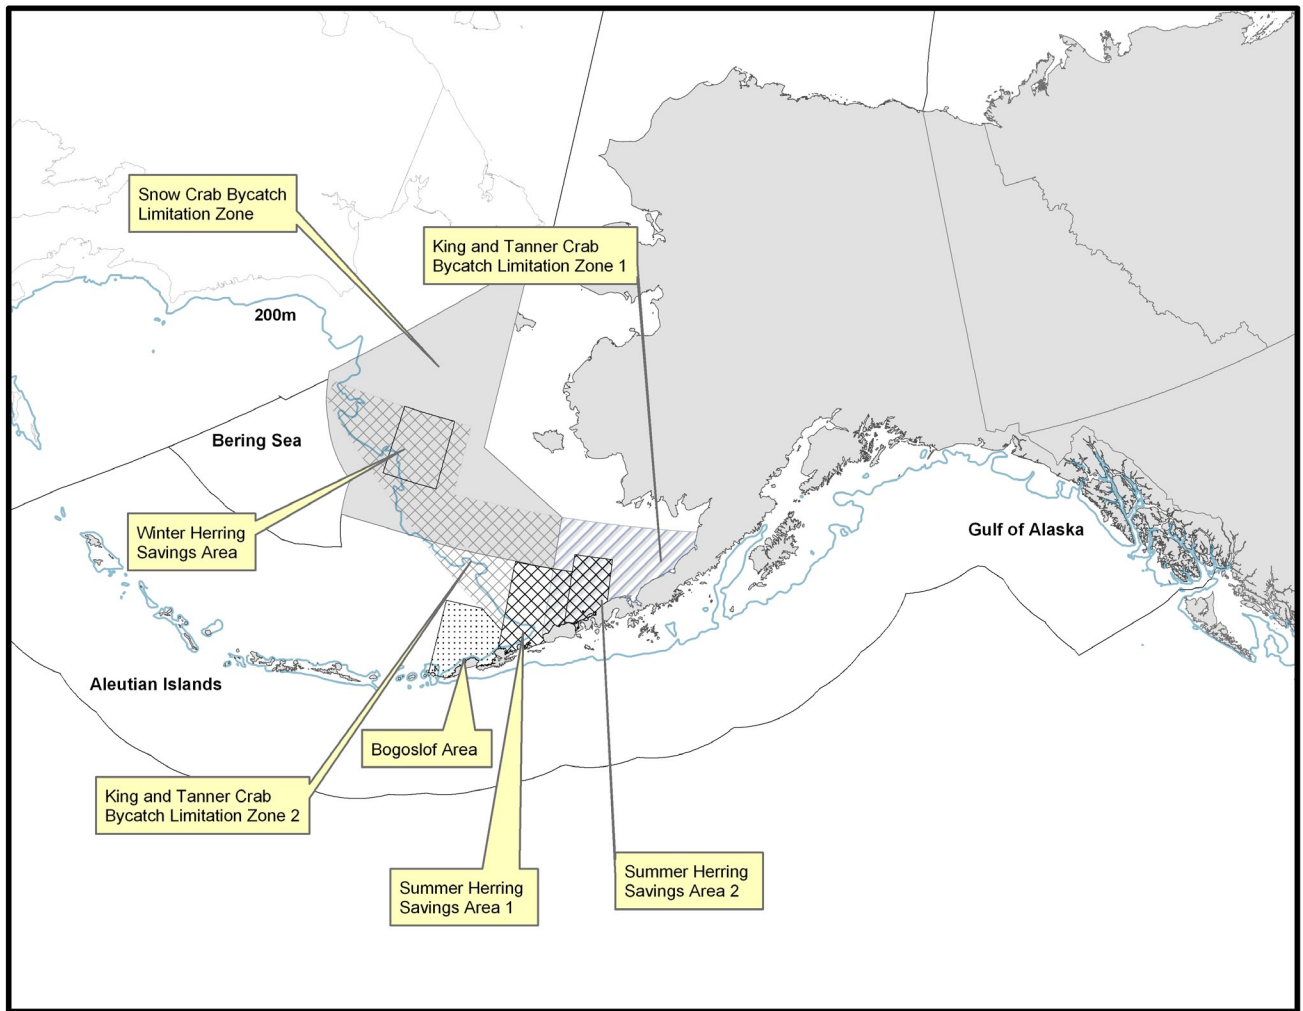 Snow Crab Bycatch
Limitation Zone
King and Tanner Crab
Bycatch Limitation Zone 1
200m
Bering Sea
Winter Herring
Savings Area
Gulf of Alaska
Aleutian Islands
Bogoslof Area
King and Tanner Crab
Bycatch Limitation Zone 2
Summer Herring
Savings Area 1
Summer Herring
Savings Area 2